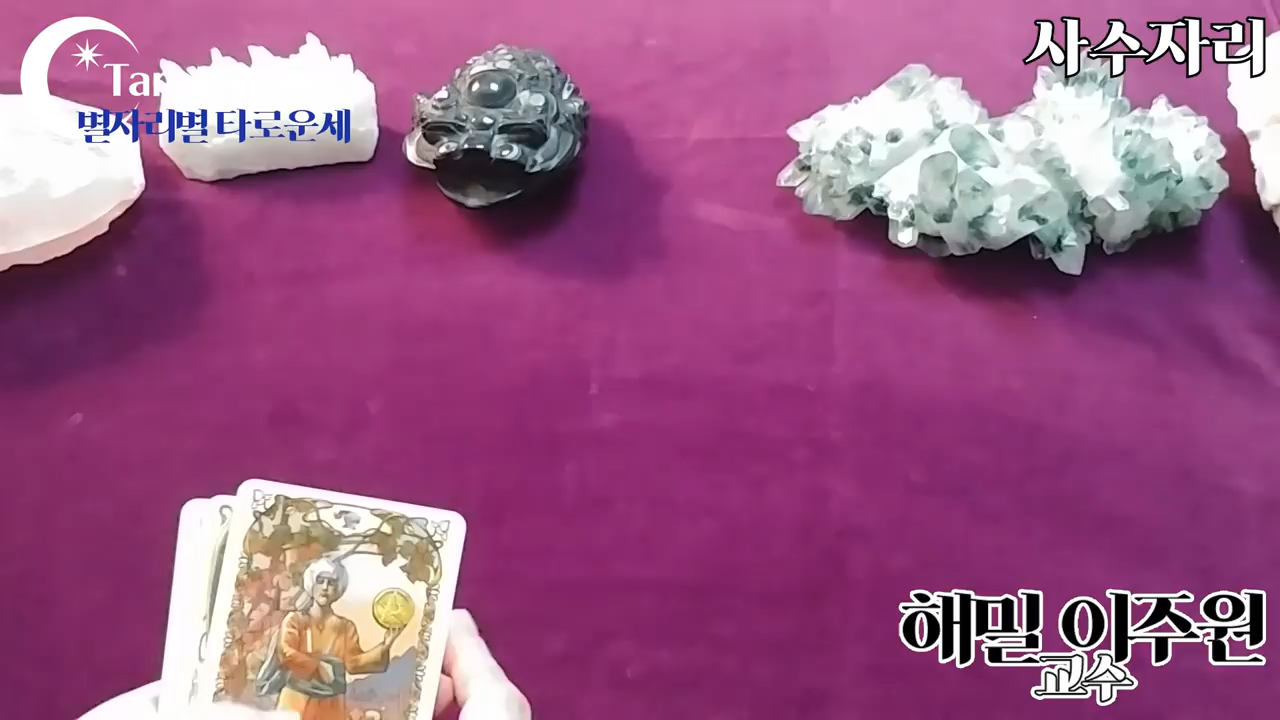 사수자리
별자리별 타로운세
해밀 이주원
교수